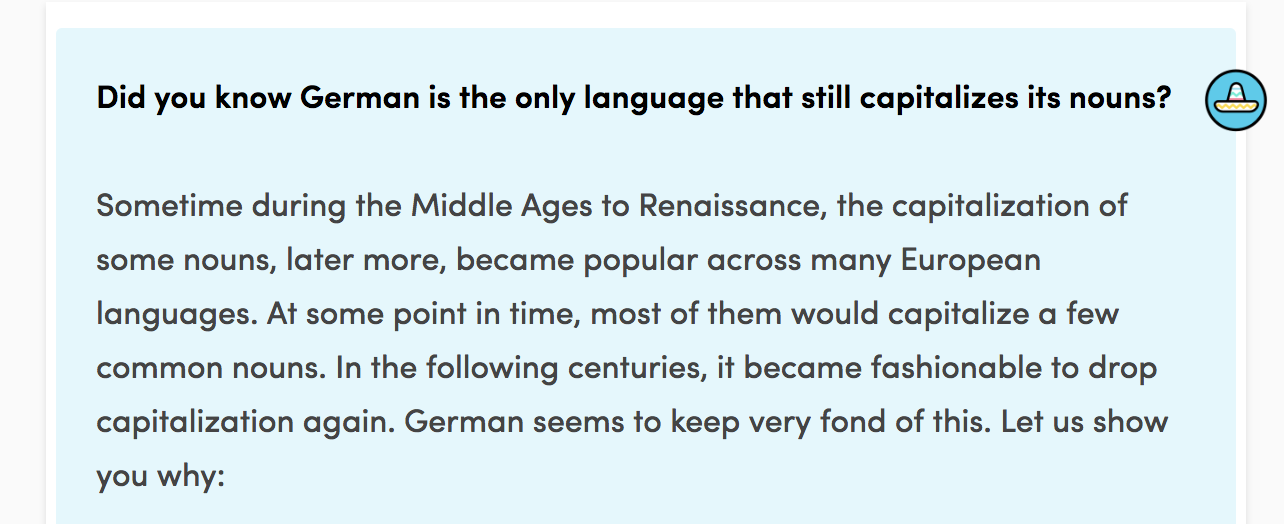 Did you know German is the only language that still capitalizes its nouns?
Sometime during the Middle Ages to Renaissance, the capitalization of
some nouns, later more, became popular across many European
languages. At some point in time, most of them would capitalize a few
common nouns. In the following centuries, it became fashionable to drop
capitalization again. German seems to keep very fond of this. Let us show
you why: